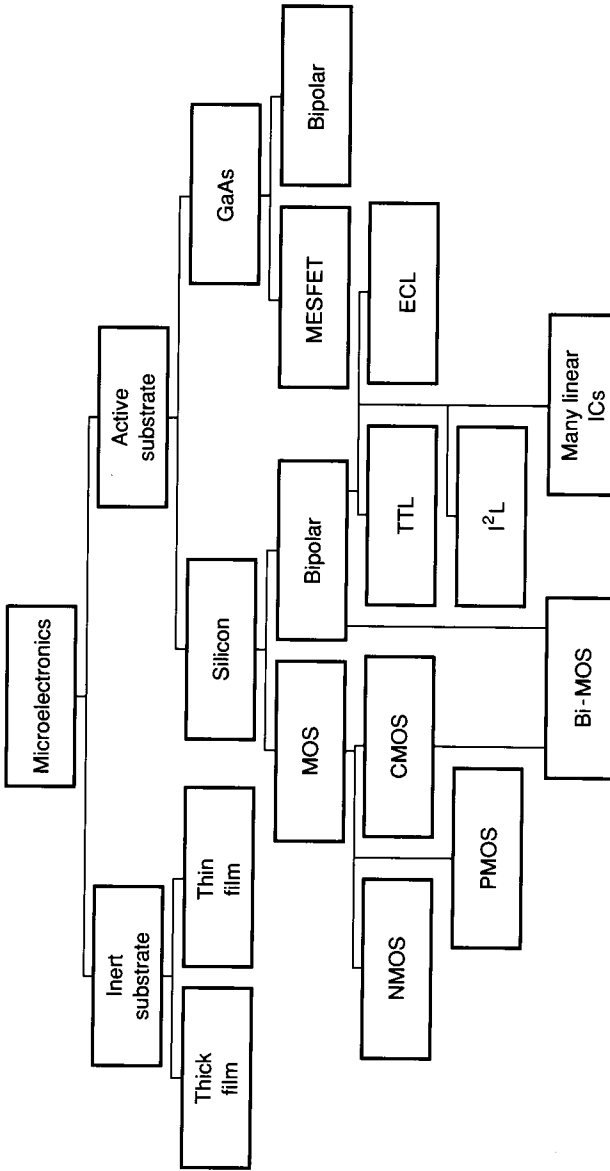 Microelectronics
Inert
substrate
Active
substrate
Thick
film
Thin
film
Silicon
GaAs
MOS
Bipolar
MESFET
Bipolar
NMOS
CMOS
TTL
ECL
PMOS
I²L
Bi-MOS
Many linear
ICs